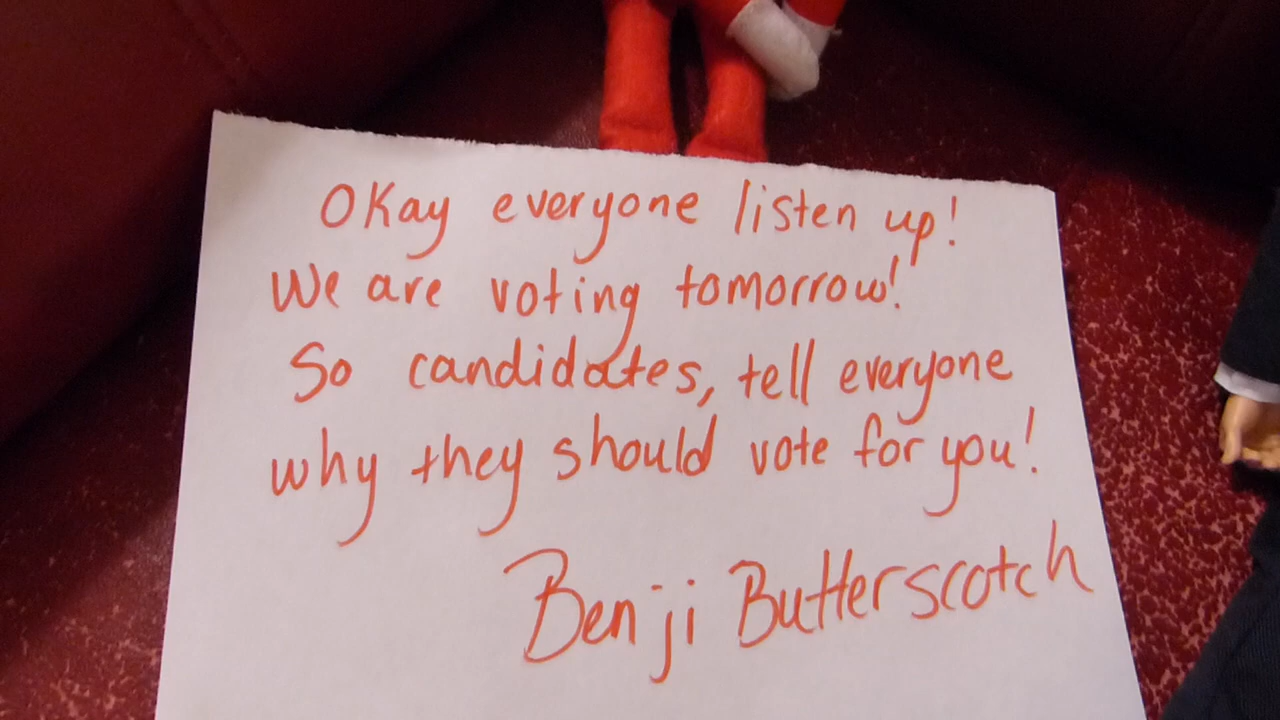 Okay everyone listen up!
We are voting tomorrow!
So candidates, tell everyone
why they should vote for you!
Benji Butterscotch